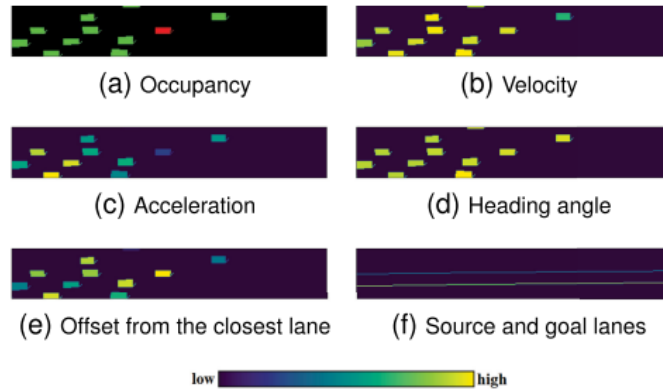 (a) Occupancy
(b) Velocity
(c) Acceleration
(d) Heading angle
(e) Offset from the closest lane
(f) Source and goal lanes
low
high